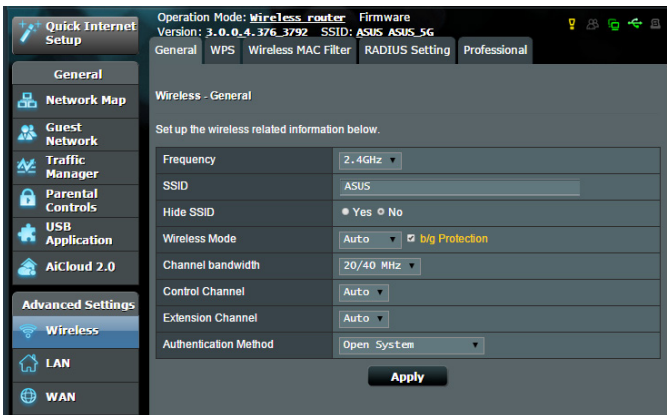 Quick Internet
Setup
Operation Mode: Wireless router Firmware
Version: 3.0.0.4.376_3792 SSID: ASUS ASUS_5G
General WPS Wireless MAC Filter RADIUS Setting Professional
General
Network Map
Guest
Network
Traffic
Manager
Parental
Controls
USB
Application
AiCloud 2.0
Advanced Settings
Wireless
LAN
WAN
Wireless - General
Set up the wireless related information below.
Frequency 2.4GHz
SSID ASUS
Hide SSID Yes No
Wireless Mode Auto b/g Protection
Channel bandwidth 20/40 MHz
Control Channel Auto
Extension Channel Auto
Authentication Method Open System
Apply